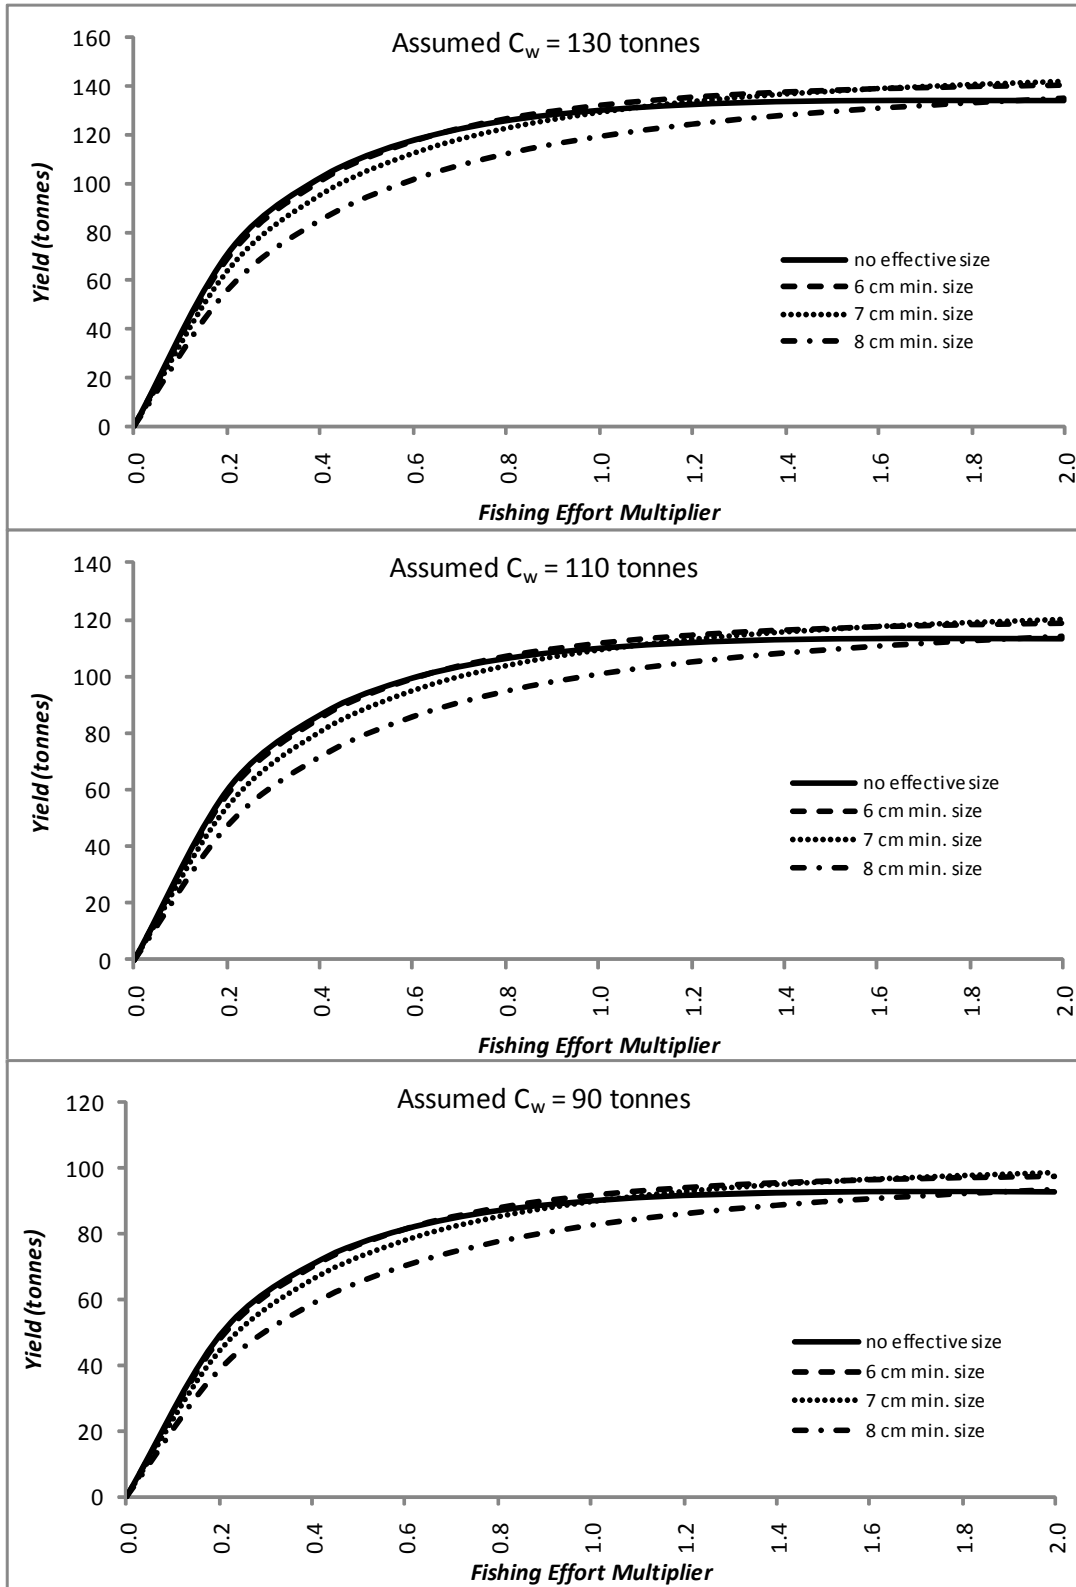 Assumed Cw = 130 tonnes
Yield (tonnes)
160
140
120
100
80
60
40
20
0
no effective size
6 cm min. size
7 cm min. size
8 cm min. size
0.0 0.2 0.4 0.6 0.8 1.0 1.2 1.4 1.6 1.8 2.0
Fishing Effort Multiplier
Assumed Cw = 110 tonnes
Yield (tonnes)
140
120
100
80
60
40
20
0
no effective size
6 cm min. size
7 cm min. size
8 cm min. size
0.0 0.2 0.4 0.6 0.8 1.0 1.2 1.4 1.6 1.8 2.0
Fishing Effort Multiplier
Assumed Cw = 90 tonnes
Yield (tonnes)
120
100
80
60
40
20
0
no effective size
6 cm min. size
7 cm min. size
8 cm min. size
0.0 0.2 0.4 0.6 0.8 1.0 1.2 1.4 1.6 1.8 2.0
Fishing Effort Multiplier